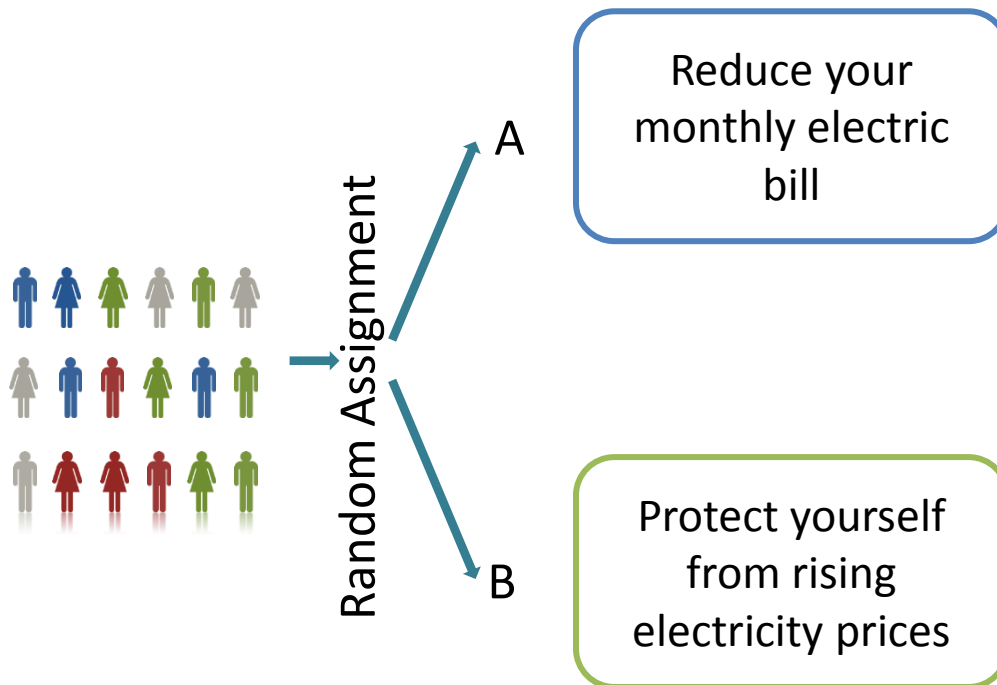 Random Assignment
A
Reduce your
monthly electric
bill
B
Protect yourself
from rising
electricity prices